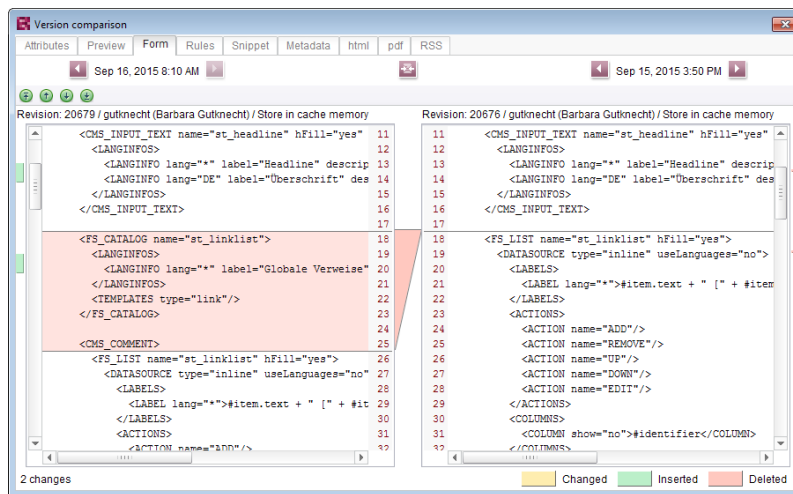 Version comparison
Attributes Preview Form Rules Snippet Metadata html pdf RSS
Sep 16, 2015 8:10 AM
Sep 15, 2015 3:50 PM
Revision: 20679 / gutknecht (Barbara Gutknecht) / Store in cache memory
<CMS_INPUT_TEXT name="st_headline" hFill="yes" 11
<LANGINFOS> 12
<LANGINFO lang="*" label="Headline" descrip 13
<LANGINFO lang="DE" label="Überschrift" des 14
</LANGINFOS> 15
</CMS_INPUT_TEXT> 16
17
<FS_CATALOG name="st_linklist"> 18
<LANGINFOS> 19
<LANGINFO lang="*" label="Globale Verweise" 20
</LANGINFOS> 21
<TEMPLATES type="link"/> 22
</FS_CATALOG> 23
24
<CMS_COMMENT> 25
<FS_LIST name="st_linklist" hFill="yes"> 26
<DATASOURCE type="inline" useLanguages="no" 27
<LABELS> 28
<LABEL lang="*">#item.text + " [" + #it 29
</LABELS> 30
<ACTIONS> 31
<ACTION name="ADD"/> 32
Revision: 20676 / gutknecht (Barbara Gutknecht) / Store in cache memory
11 <CMS_INPUT_TEXT name="st_headline" hFill="yes"
12 <LANGINFOS>
13 <LANGINFO lang="*" label="Headline" descrip
14 <LANGINFO lang="DE" label="Überschrift" des
15 </LANGINFOS>
16 </CMS_INPUT_TEXT>
17
18 <FS_LIST name="st_linklist" hFill="yes">
19 <DATASOURCE type="inline" useLanguages="no">
20 <LABELS>
21 <LABEL lang="*">#item.text + " [" + #item
22 </LABELS>
23 <ACTIONS>
24 <ACTION name="ADD"/>
25 <ACTION name="REMOVE"/>
26 <ACTION name="UP"/>
27 <ACTION name="DOWN"/>
28 <ACTION name="EDIT"/>
29 </ACTIONS>
30 <COLUMNS>
31 <COLUMN show="no">#identifier</COLUMN>
32 </COLUMNS>
2 changes
Changed Inserted Deleted